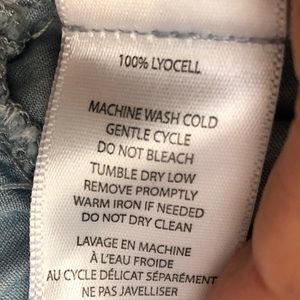 100% LYOCELL
MACHINE WASH COLD
GENTLE CYCLE
DO NOT BLEACH
TUMBLE DRY LOW
REMOVE PROMPTLY
WARM IRON IF NEEDED
DO NOT DRY CLEAN
LAVAGE EN MACHINE
À L'EAU FROIDE
AU CYCLE DÉLICAT SÉPARÉMENT
NE PAS JAVELLISER